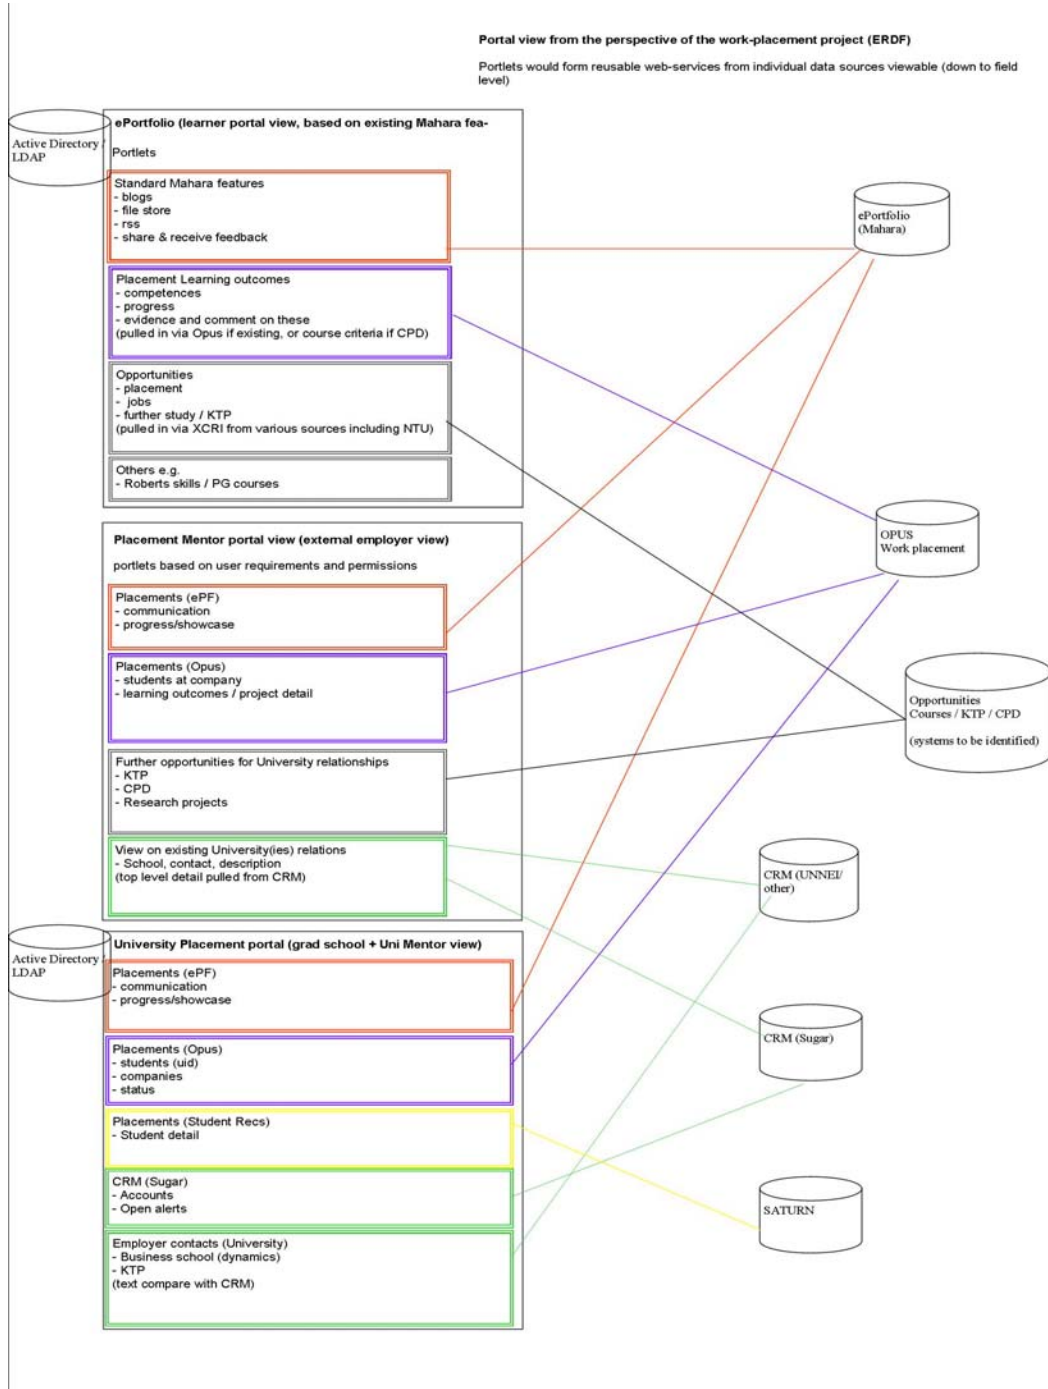 Portal view from the perspective of the work-placement project (ERDF)
Portlets would form reusable web-services from individual data sources viewable (down to field
level)
Active Directory /
LDAP
ePortfolio (learner portal view, based on existing Mahara fea-
Portlets
Standard Mahara features
- blogs
- file store
- rss
- share & receive feedback
Placement Learning outcomes
- competences
- progress
- evidence and comment on these
(pulled in via Opus if existing, or course criteria if CPD)
Opportunities
- placement
- jobs
- further study / KTP
(pulled in via XCRI from various sources including NTU)
Others e.g.
- Roberts skills / PG courses
Placement Mentor portal view (external employer view)
portlets based on user requirements and permissions
Placements (ePF)
- communication
- progress/showcase
Placements (Opus)
- students at company
- learning outcomes / project detail
Further opportunities for University relationships
- KTP
- CPD
- Research projects
View on existing University(ies) relations
- School, contact, description
(top level detail pulled from CRM)
Active Directory /
LDAP
University Placement portal (grad school + Uni Mentor view)
Placements (ePF)
- communication
- progress/showcase
Placements (Opus)
- students (uid)
- companies
- status
Placements (Student Recs)
- Student detail
CRM (Sugar)
- Accounts
- Open alerts
Employer contacts (University)
- Business school (dynamics)
- KTP
(text compare with CRM)
ePortfolio
(Mahara)
OPUS
Work placement
Opportunities
Courses / KTP / CPD
(systems to be identified)
CRM (UNNEI/
other)
CRM (Sugar)
SATURN